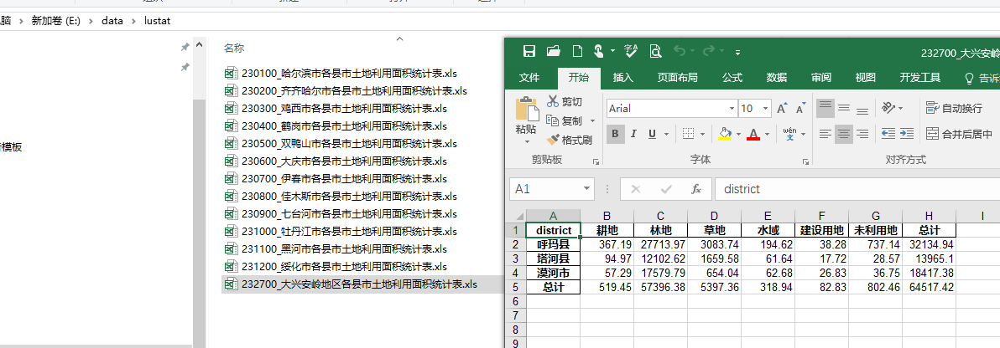 脑 > 新加卷 (E:) > data > lustat
名称
230100_哈尔滨市各县市土地利用面积统计表.xls
230200_齐齐哈尔市各县市土地利用面积统计表.xls
230300_鸡西市各县市土地利用面积统计表.xls
230400_鹤岗市各县市土地利用面积统计表.xls
230500_双鸭山市各县市土地利用面积统计表.xls
230600_大庆市各县市土地利用面积统计表.xls
230700_伊春市各县市土地利用面积统计表.xls
230800_佳木斯市各县市土地利用面积统计表.xls
230900_七台河市各县市土地利用面积统计表.xls
231000_牡丹江市各县市土地利用面积统计表.xls
231100_黑河市各县市土地利用面积统计表.xls
231200_绥化市各县市土地利用面积统计表.xls
232700_大兴安岭地区各县市土地利用面积统计表.xls
模板
232700_大兴安岭
文件 开始 插入 页面布局 公式 数据 审阅 视图 开发工具 告诉
粘贴 剪切 复制 格式刷
Arial 10
B I U wén 文
自动换行
合并后居中
剪贴板 字体 对齐方式
A1 fx district
A B C D E F G H I
1 district 耕地 林地 草地 水域 建设用地 未利用地 总计
2 呼玛县 367.19 27713.97 3083.74 194.62 38.28 737.14 32134.94
3 塔河县 94.97 12102.62 1659.58 61.64 17.72 28.57 13965.1
4 漠河市 57.29 17579.79 654.04 62.68 26.83 36.75 18417.38
5 总计 519.45 57396.38 5397.36 318.94 82.83 802.46 64517.42
6
7
8
9